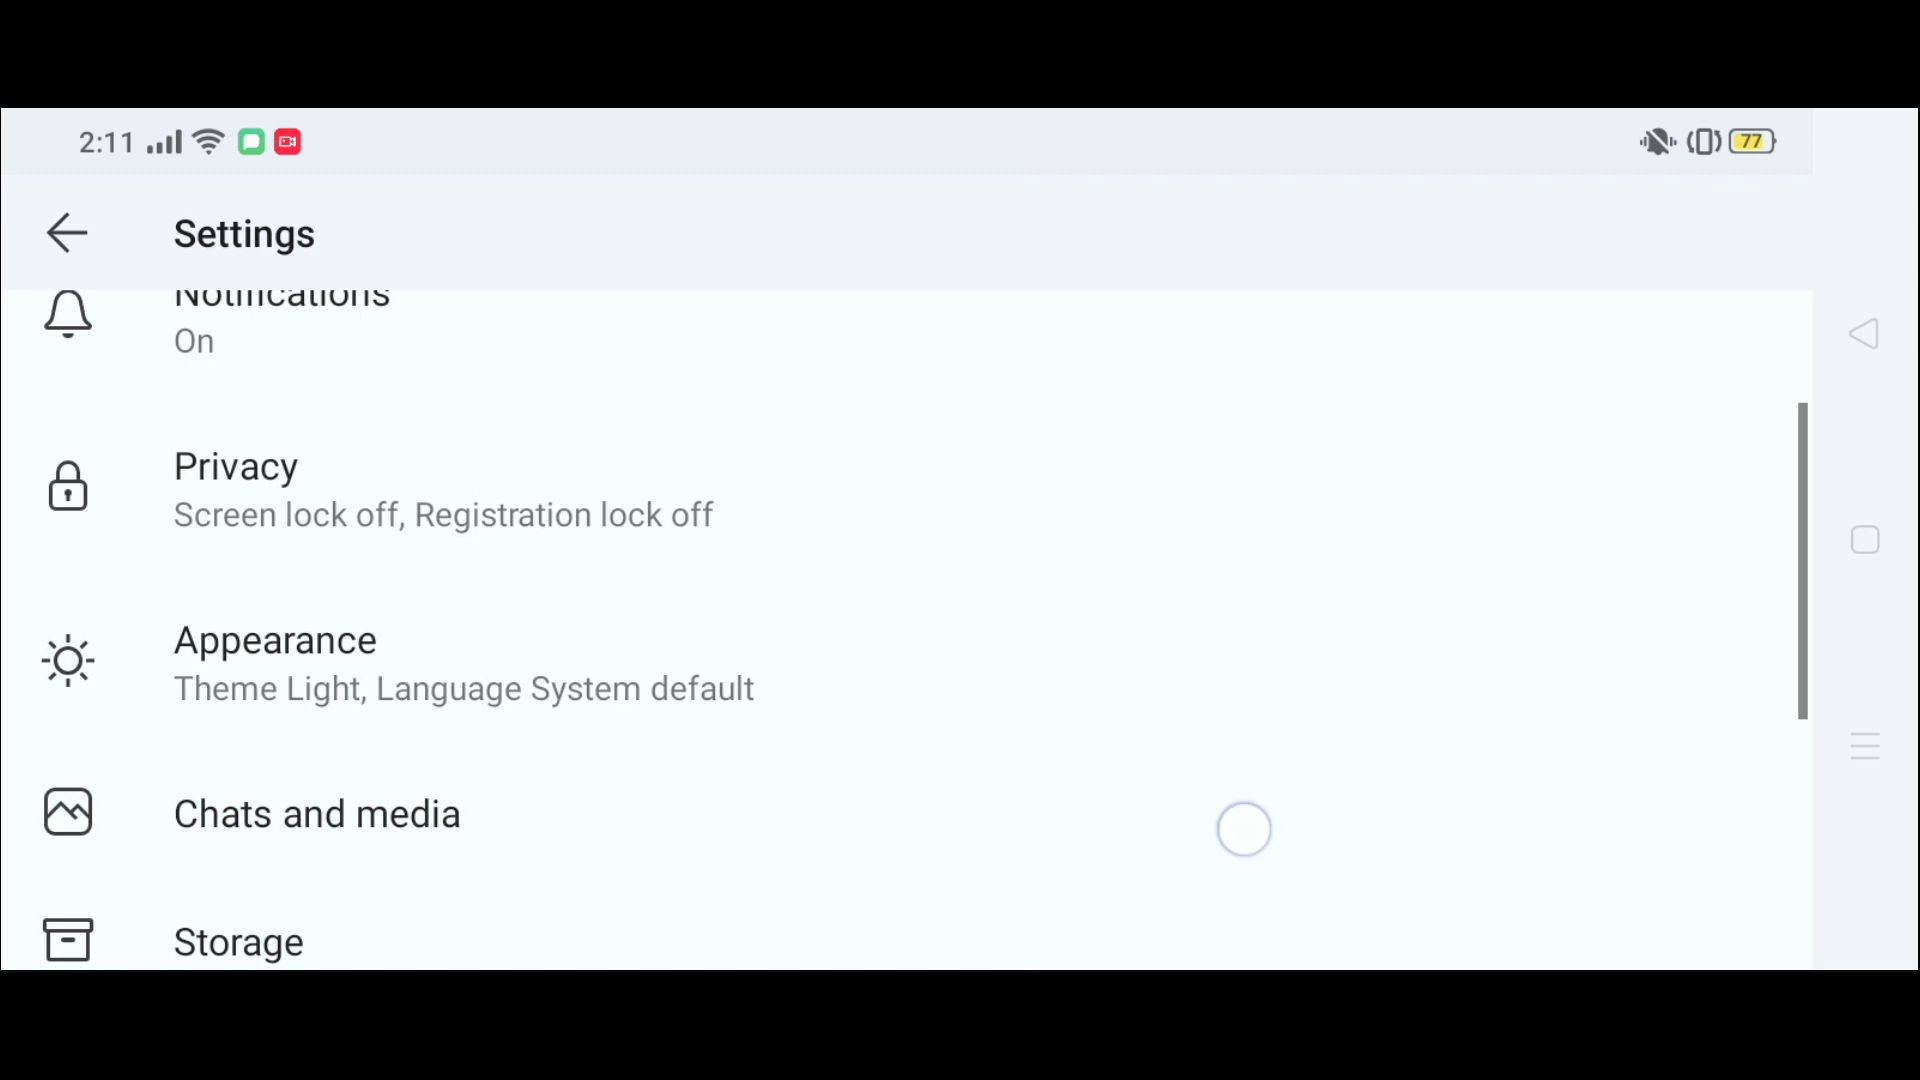 2:11
77
Settings
Notifications
On
Privacy
Screen lock off, Registration lock off
Appearance
Theme Light, Language System default
Chats and media
Storage